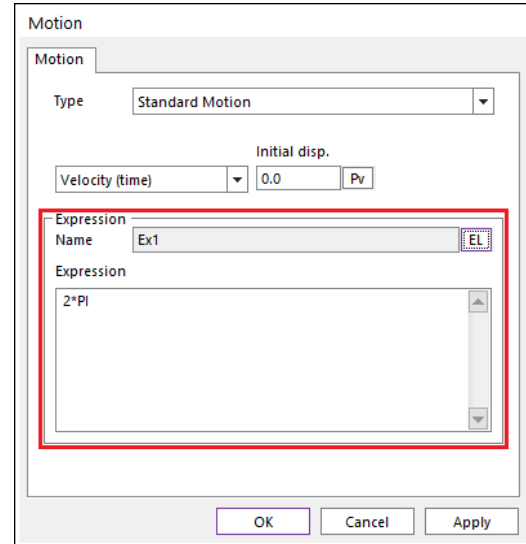 Motion
Motion
Type Standard Motion
Initial disp.
Velocity (time) 0.0 Pv
Expression
Name Ex1 EL
Expression
2*PI
OK Cancel Apply